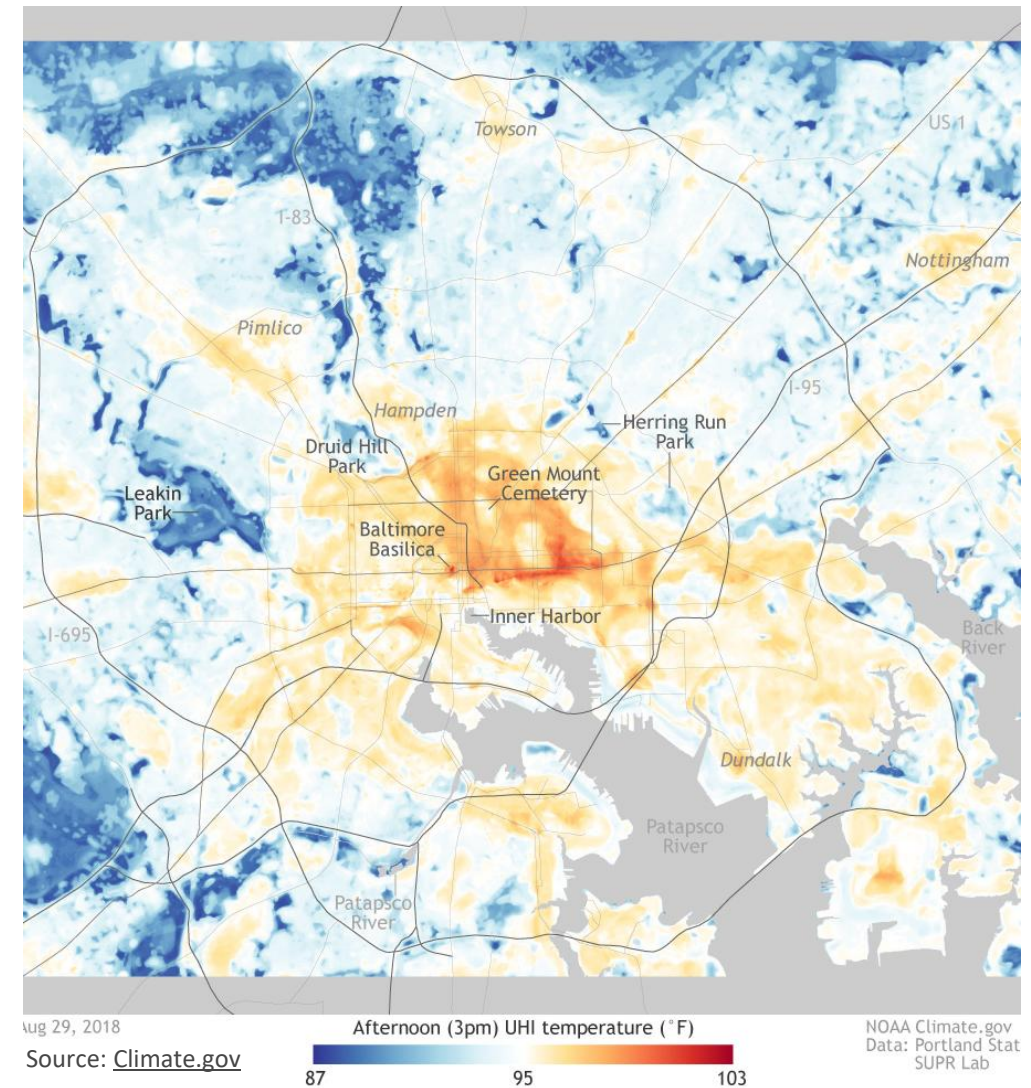 Towson
US 1
I-83
Nottingham
Pimlico
I-95
Hampden
Herring Run
Park
Druid Hill
Park
Green Mount
Cemetery
Leakin
Park
Baltimore
Basilica
Inner Harbor
I-695
Back
River
Dundalk
Patapsco
River
Patapsco
River
ug 29, 2018
Afternoon (3pm) UHI temperature (°F)
NOAA Climate.gov
Data: Portland Stat
SUPR Lab
Source: Climate.gov
87
95
103